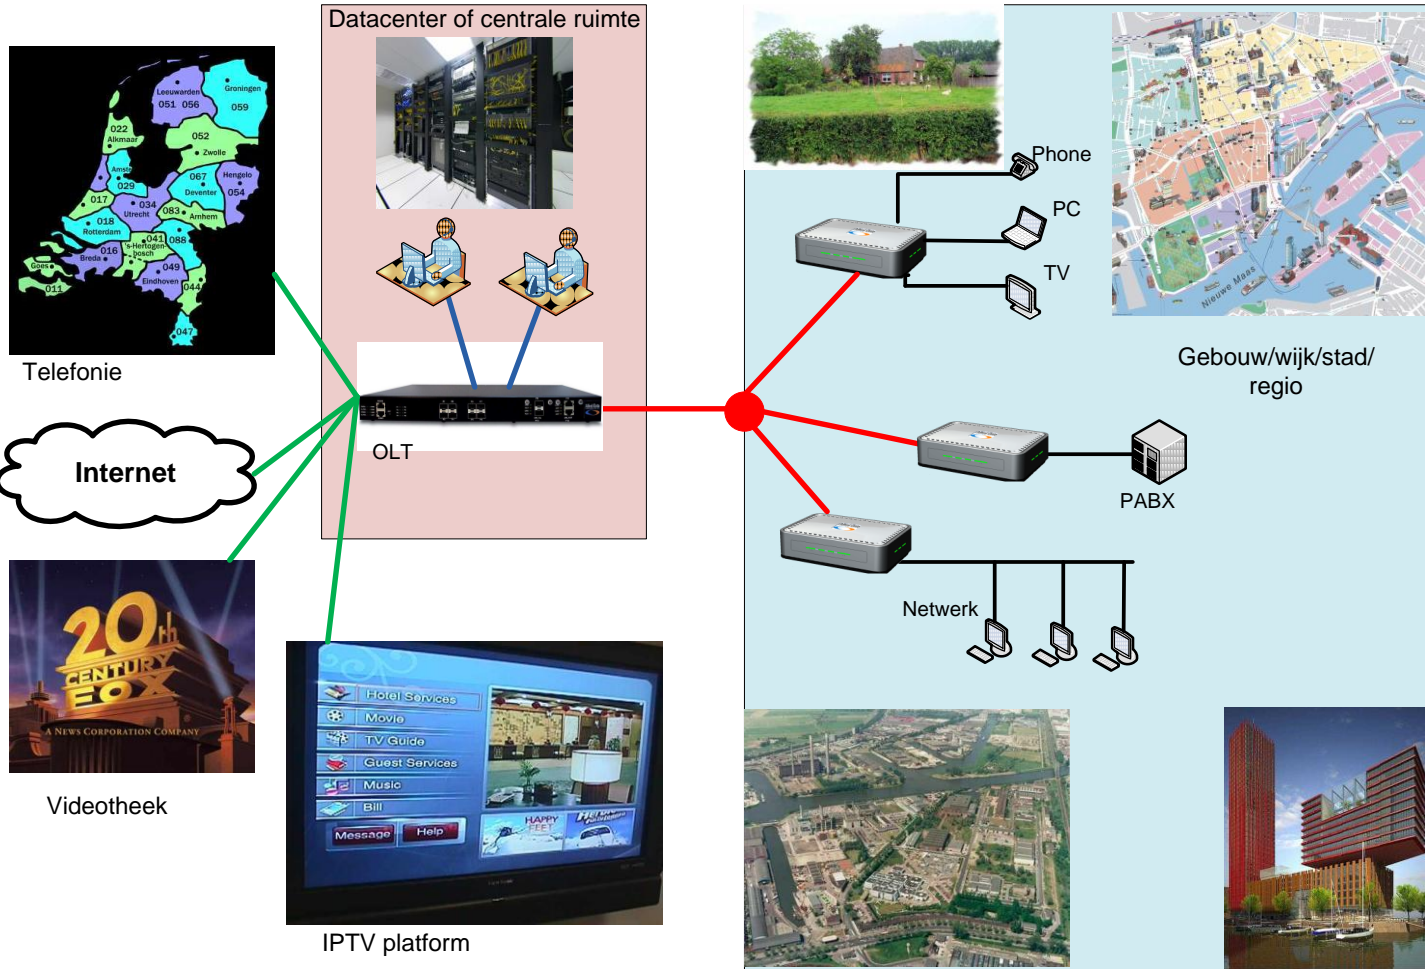 Datacenter of centrale ruimte
Leeuwarden
051 056
Groningen
059
022
Alkmaar
052
Zwolle
067
Deventer
Hengelo
054
029
017
034
Utrecht
083
Arnhem
018
Rotterdam
041
088
's-Hertogen-
bosch
016
Breda
049
Eindhoven
Goes
011
044
047
Telefonie
Internet
OLT
20th
CENTURY
FOX
A NEWS CORPORATION COMPANY
Videotheek
Hotel Services
Movie
TV Guide
Guest Services
Music
Bill
Message
Help
HAPPY
FEET
IPTV platform
Phone
PC
TV
Nieuwe Maas
Gebouw/wijk/stad/
regio
PABX
Netwerk